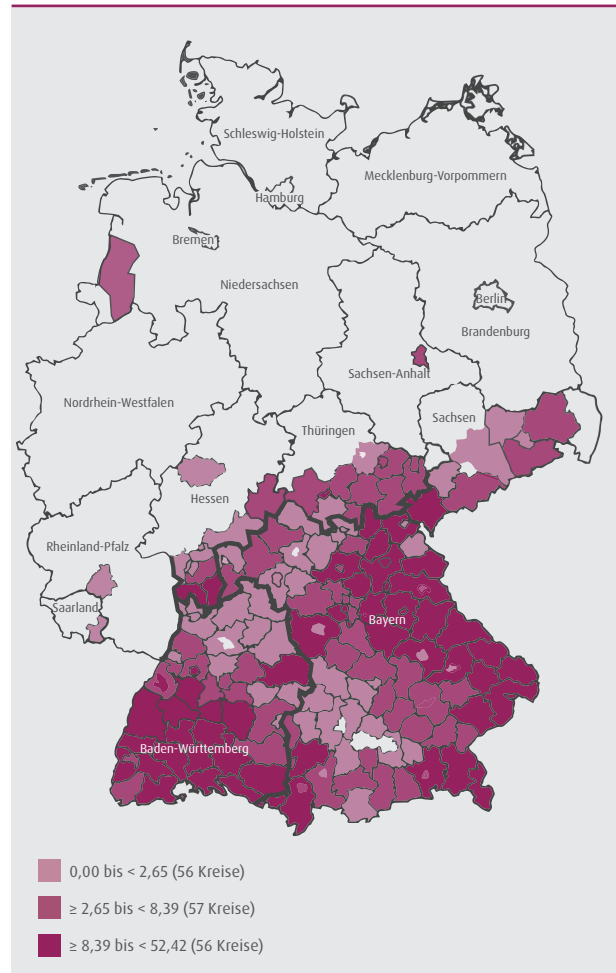 Schleswig-Holstein
Mecklenburg-Vorpommern
Hamburg
Bremen
Niedersachsen
Berlin
Brandenburg
Sachsen-Anhalt
Nordrhein-Westfalen
Sachsen
Thüringen
Hessen
Rheinland-Pfalz
Saarland
Bayern
Baden-Württemberg
0,00 bis < 2,65 (56 Kreise)
≥ 2,65 bis < 8,39 (57 Kreise)
≥ 8,39 bis < 52,42 (56 Kreise)